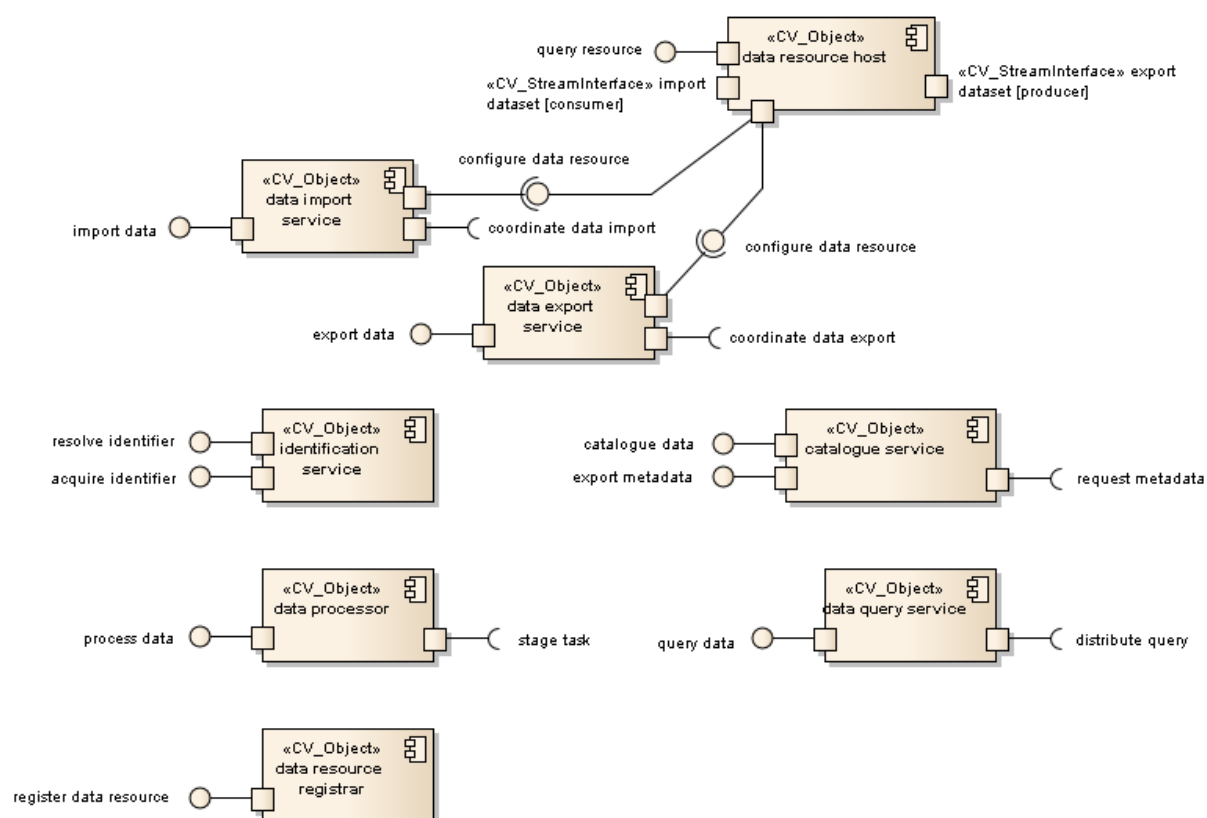 «CV_Object»
data resource host
query resource
«CV_StreamInterface» import
dataset [consumer]
«CV_StreamInterface» export
dataset [producer]
configure data resource
«CV_Object»
data import
service
import data
coordinate data import
configure data resource
«CV_Object»
data export
service
export data
coordinate data export
«CV_Object»
identification
service
resolve identifier
acquire identifier
«CV_Object»
catalogue service
catalogue data
export metadata
request metadata
«CV_Object»
data processor
process data
stage task
«CV_Object»
data query service
query data
distribute query
«CV_Object»
data resource
registrar
register data resource